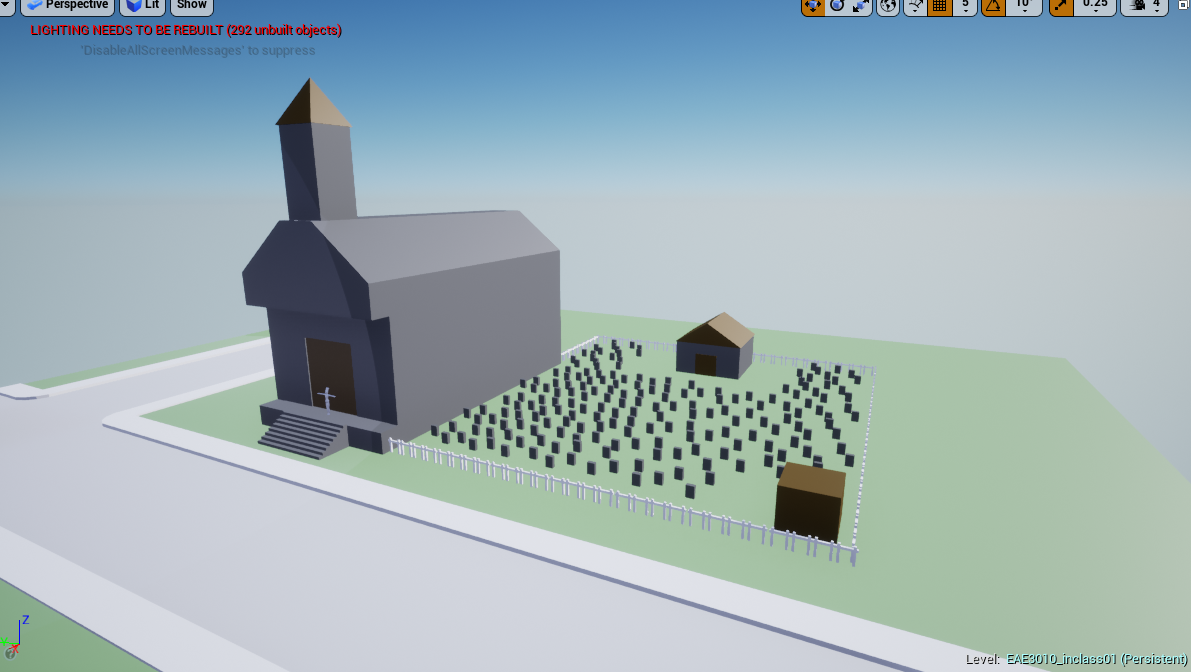 Perspective Lit Show 5 10° 0.25 4
LIGHTING NEEDS TO BE REBUILT (292 unbuilt objects)
'DisableAllScreenMessages' to suppress
Z
X
Level: EAE3010_inclass01 (Persistent)